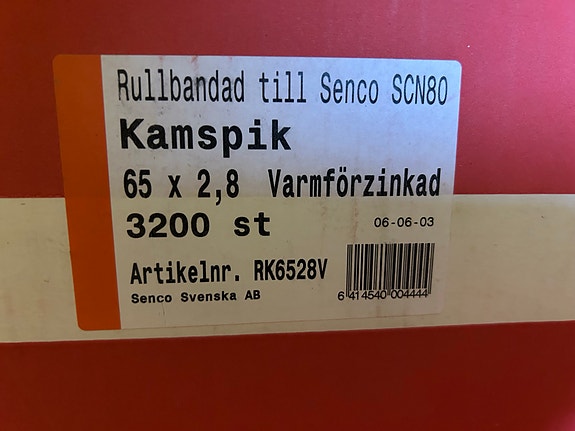 Rullbandad till Senco SCN80
Kamspik
65 x 2,8 Varmförzinkad
3200 st
06-06-03
Artikelnr. RK6528V
Senco Svenska AB
6 414540 004444